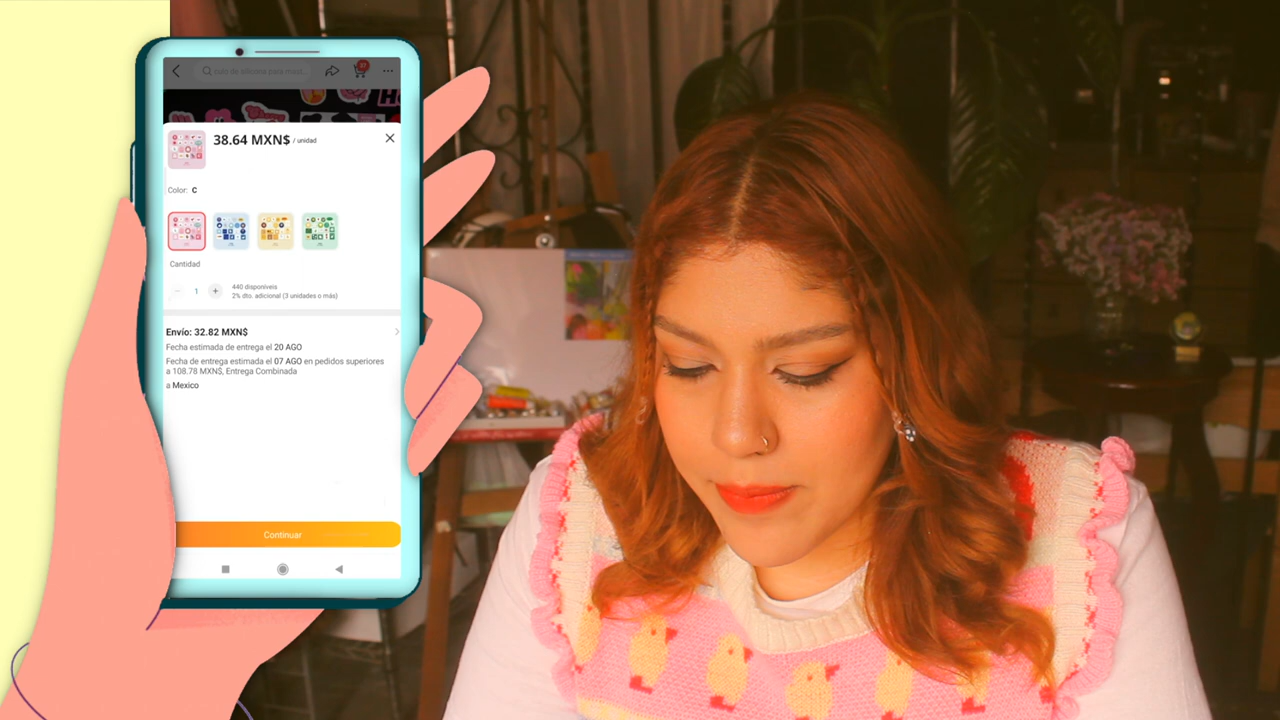 38.64 MXN$ / unidad
Color: C
Cantidad
1
440 disponibles
2% dto. adicional (3 unidades o más)
Envío: 32.82 MXN$
Fecha estimada de entrega el 20 AGO
Fecha de entrega estimada el 07 AGO en pedidos superiores
a 108.78 MXN$, Entrega Combinada
a Mexico
Continuar